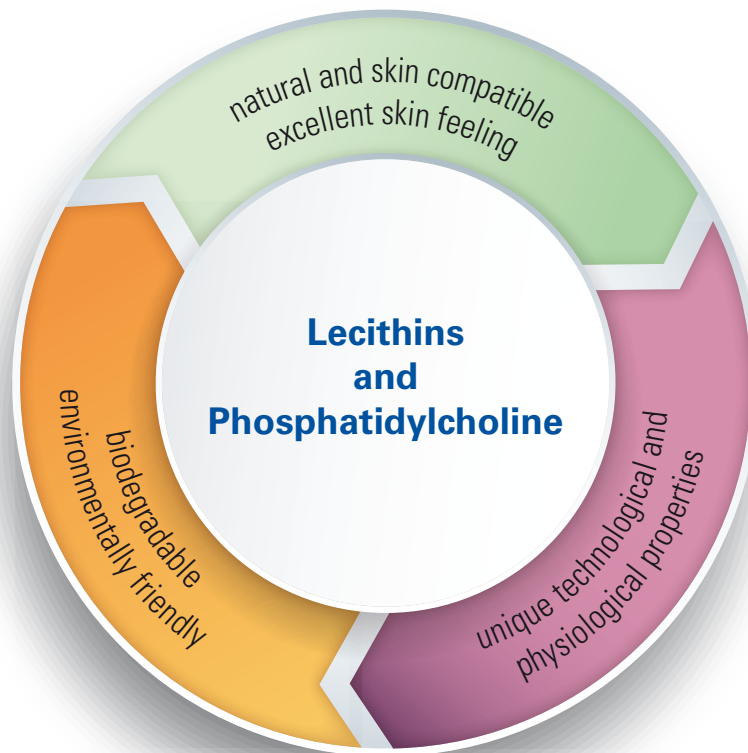 natural and skin compatible
excellent skin feeling
Lecithins
and
Phosphatidylcholine
unique technological and
physiological properties
biodegradable
environmentally friendly